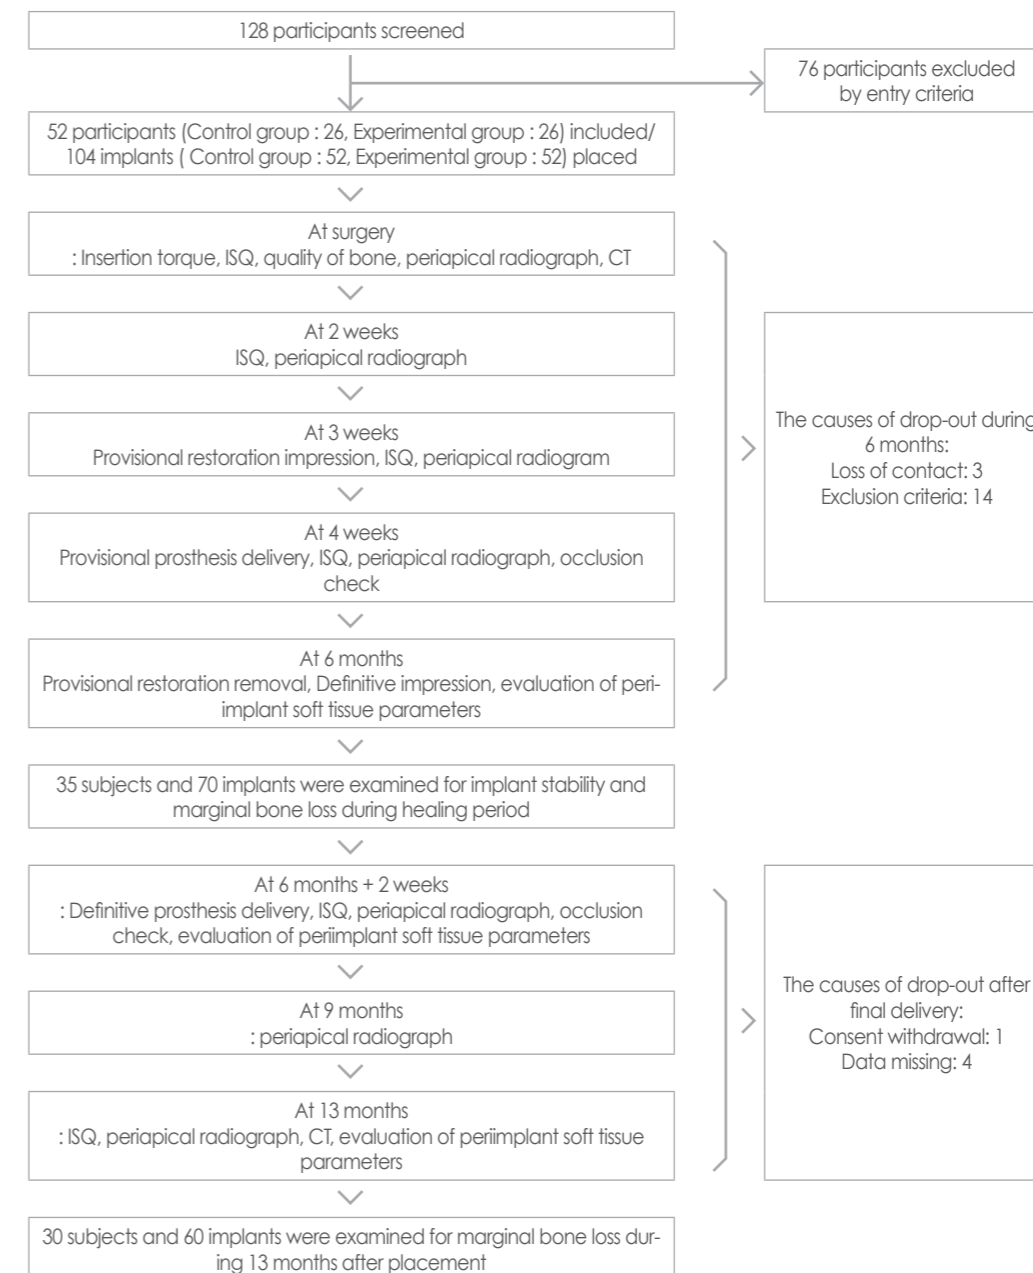 128 participants screened
76 participants excluded
by entry criteria
52 participants (Control group : 26, Experimental group : 26) included/
104 implants ( Control group : 52, Experimental group : 52) placed
At surgery
: Insertion torque, ISQ, quality of bone, periapical radiograph, CT
At 2 weeks
ISQ, periapical radiograph
At 3 weeks
Provisional restoration impression, ISQ, periapical radiogram
At 4 weeks
Provisional prosthesis delivery, ISQ, periapical radiograph, occlusion
check
At 6 months
Provisional restoration removal, Definitive impression, evaluation of peri-
implant soft tissue parameters
The causes of drop-out during
6 months:
Loss of contact: 3
Exclusion criteria: 14
35 subjects and 70 implants were examined for implant stability and
marginal bone loss during healing period
At 6 months + 2 weeks
: Definitive prosthesis delivery, ISQ, periapical radiograph, occlusion
check, evaluation of periimplant soft tissue parameters
At 9 months
: periapical radiograph
At 13 months
: ISQ, periapical radiograph, CT, evaluation of periimplant soft tissue
parameters
The causes of drop-out after
final delivery:
Consent withdrawal: 1
Data missing: 4
30 subjects and 60 implants were examined for marginal bone loss dur-
ing 13 months after placement